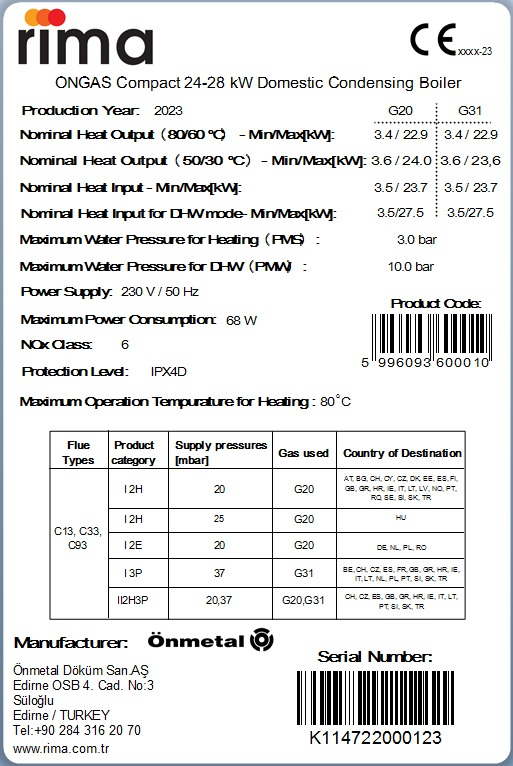 rima
CE xxxx-23
ONGAS Compact 24-28 kW Domestic Condensing Boiler
Production Year: 2023 G20 G31
Nominal Heat Output (80/60 °C) - Min/Max[kW]: 3.4 / 22.9 3.4 / 22.9
Nominal Heat Output (50/30 °C) - Min/Max[kW]: 3.6 / 24.0 3.6 / 23,6
Nominal Heat Input - Min/Max[kW]: 3.5 / 23.7 3.5 / 23.7
Nominal Heat Input for DHW mode- Min/Max[kW]: 3.5/27.5 3.5/27.5
Maximum Water Pressure for Heating (PMS) : 3.0 bar
Maximum Water Pressure for DHW (PMW) : 10.0 bar
Power Supply: 230 V / 50 Hz
Product Code:
Maximum Power Consumption: 68 W
NOx Class: 6
5 996093 600010
Protection Level: IPX4D
Maximum Operation Tempurature for Heating : 80°C
Flue Types Product category Supply pressures [mbar] Gas used Country of Destination
C13, C33, C93
I 2H 20 G20 AT, BG, CH, CY, CZ, DK, EE, ES, FI,
GB, GR, HR, IE, IT, LT, LV, NO, PT,
RO, SE, SI, SK, TR
I 2H 25 G20 HU
I 2E 20 G20 DE, NL, PL, RO
I 3P 37 G31 BE, CH, CZ, ES, FR, GB, GR, HR, IE,
IT, LT, NL, PL, PT, SI, SK, TR
II2H3P 20,37 G20,G31 CH, CZ, ES, GB, GR, HR, IE, IT, LT,
PT, SI, SK, TR
Manufacturer: Önmetal
Serial Number:
Önmetal Döküm San.AŞ
Edirne OSB 4. Cad. No:3
Süloğlu
Edirne / TURKEY
Tel:+90 284 316 20 70
www.rima.com.tr
K114722000123